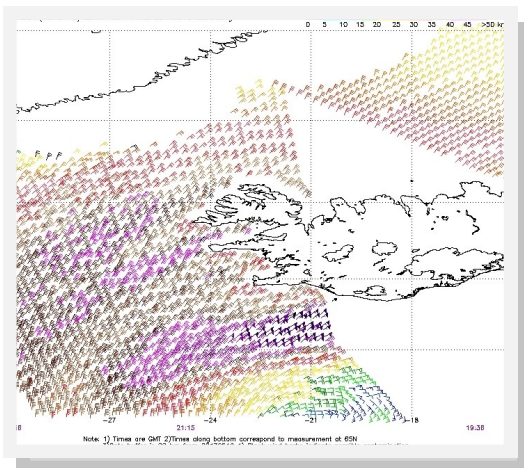 0 5 10 15 20 25 30 35 40 45 >50 kr
-27 -24 -21 -18
21:15 19:38
Note: 1) Times are GMT 2)Times along bottom correspond to measurement at 65N